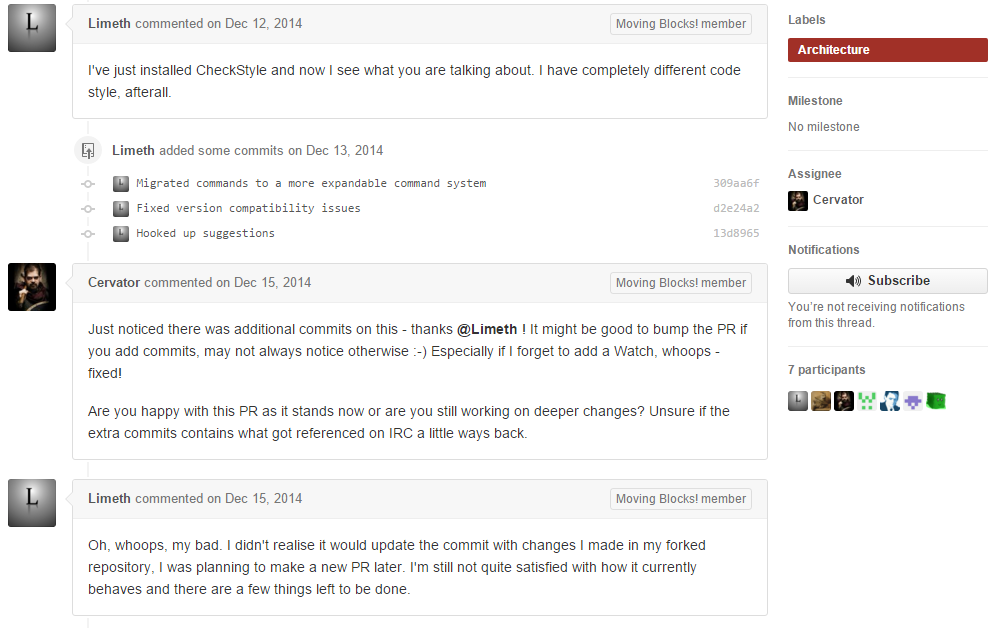 Limeth commented on Dec 12, 2014
Moving Blocks! member
I've just installed CheckStyle and now I see what you are talking about. I have completely different code
style, afterall.
Limeth added some commits on Dec 13, 2014
Migrated commands to a more expandable command system
309aa6f
Fixed version compatibility issues
d2e24a2
Hooked up suggestions
13d8965
Cervator commented on Dec 15, 2014
Moving Blocks! member
Just noticed there was additional commits on this - thanks @Limeth ! It might be good to bump the PR if
you add commits, may not always notice otherwise :-) Especially if I forget to add a Watch, whoops -
fixed!
Are you happy with this PR as it stands now or are you still working on deeper changes? Unsure if the
extra commits contains what got referenced on IRC a little ways back.
L
Limeth commented on Dec 15, 2014
Moving Blocks! member
Oh, whoops, my bad. I didn't realise it would update the commit with changes I made in my forked
repository, I was planning to make a new PR later. I'm still not quite satisfied with how it currently
behaves and there are a few things left to be done.
Labels
Architecture
Milestone
No milestone
Assignee
Cervator
Notifications
Subscribe
You're not receiving notifications
from this thread.
7 participants